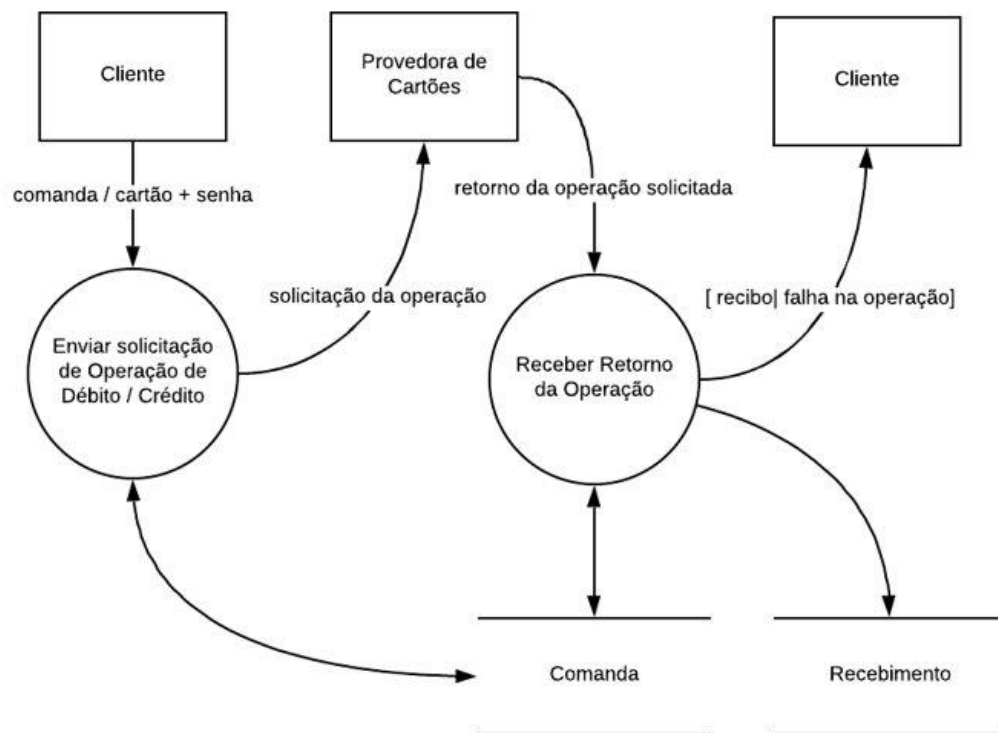 Cliente
Provedora de
Cartões
Cliente
comanda / cartão + senha
retorno da operação solicitada
solicitação da operação
[ recibo| falha na operação]
Enviar solicitação
de Operação de
Débito / Crédito
Receber Retorno
da Operação
Comanda
Recebimento